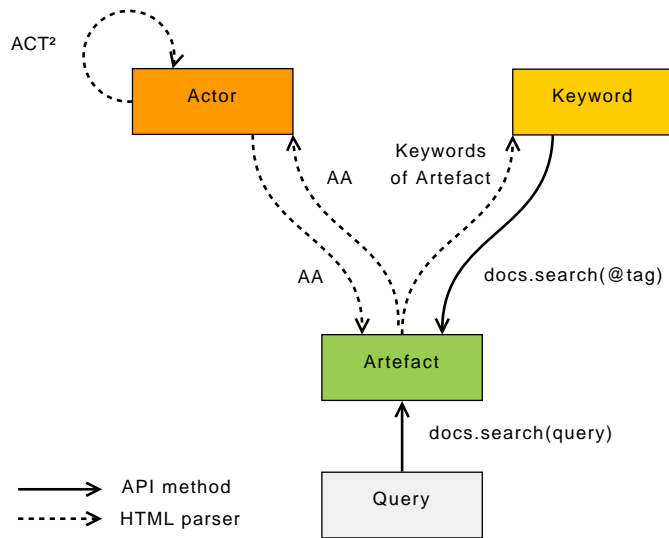 ACT²
Actor
Keyword
AA
Keywords
of Artefact
AA
docs.search(@tag)
Artefact
docs.search(query)
API method
Query
HTML parser